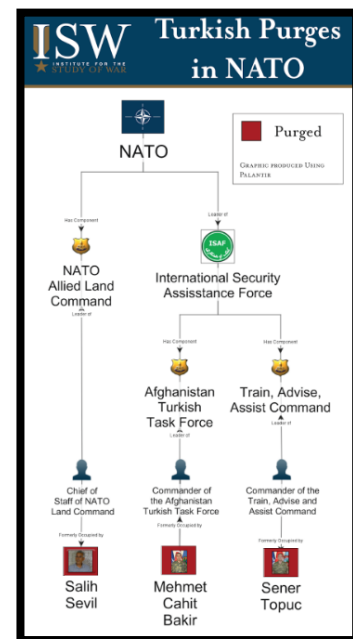 ISW
INSTITUTE FOR THE
STUDY OF WAR
Turkish Purges
in NATO
Purged
GRAPHIC PRODUCED USING
PALANTIR
NATO
Has Component
Leader of
ISAF
NATO
Allied Land
Command
Leader of
International Security
Assisstance Force
Has Component
Has Component
Afghanistan
Turkish
Task Force
Leader of
Train, Advise,
Assist Command
Leader of
Chief of
Staff of NATO
Land Command
Commander of
the Afghanistan
Turkish Task Force
Commander of the
Train, Advise and
Assist Command
Formerly Occupied by
Formerly Occupied by
Formerly Occupied by
Salih
Sevil
Mehmet
Cahit
Bakir
Sener
Topuc